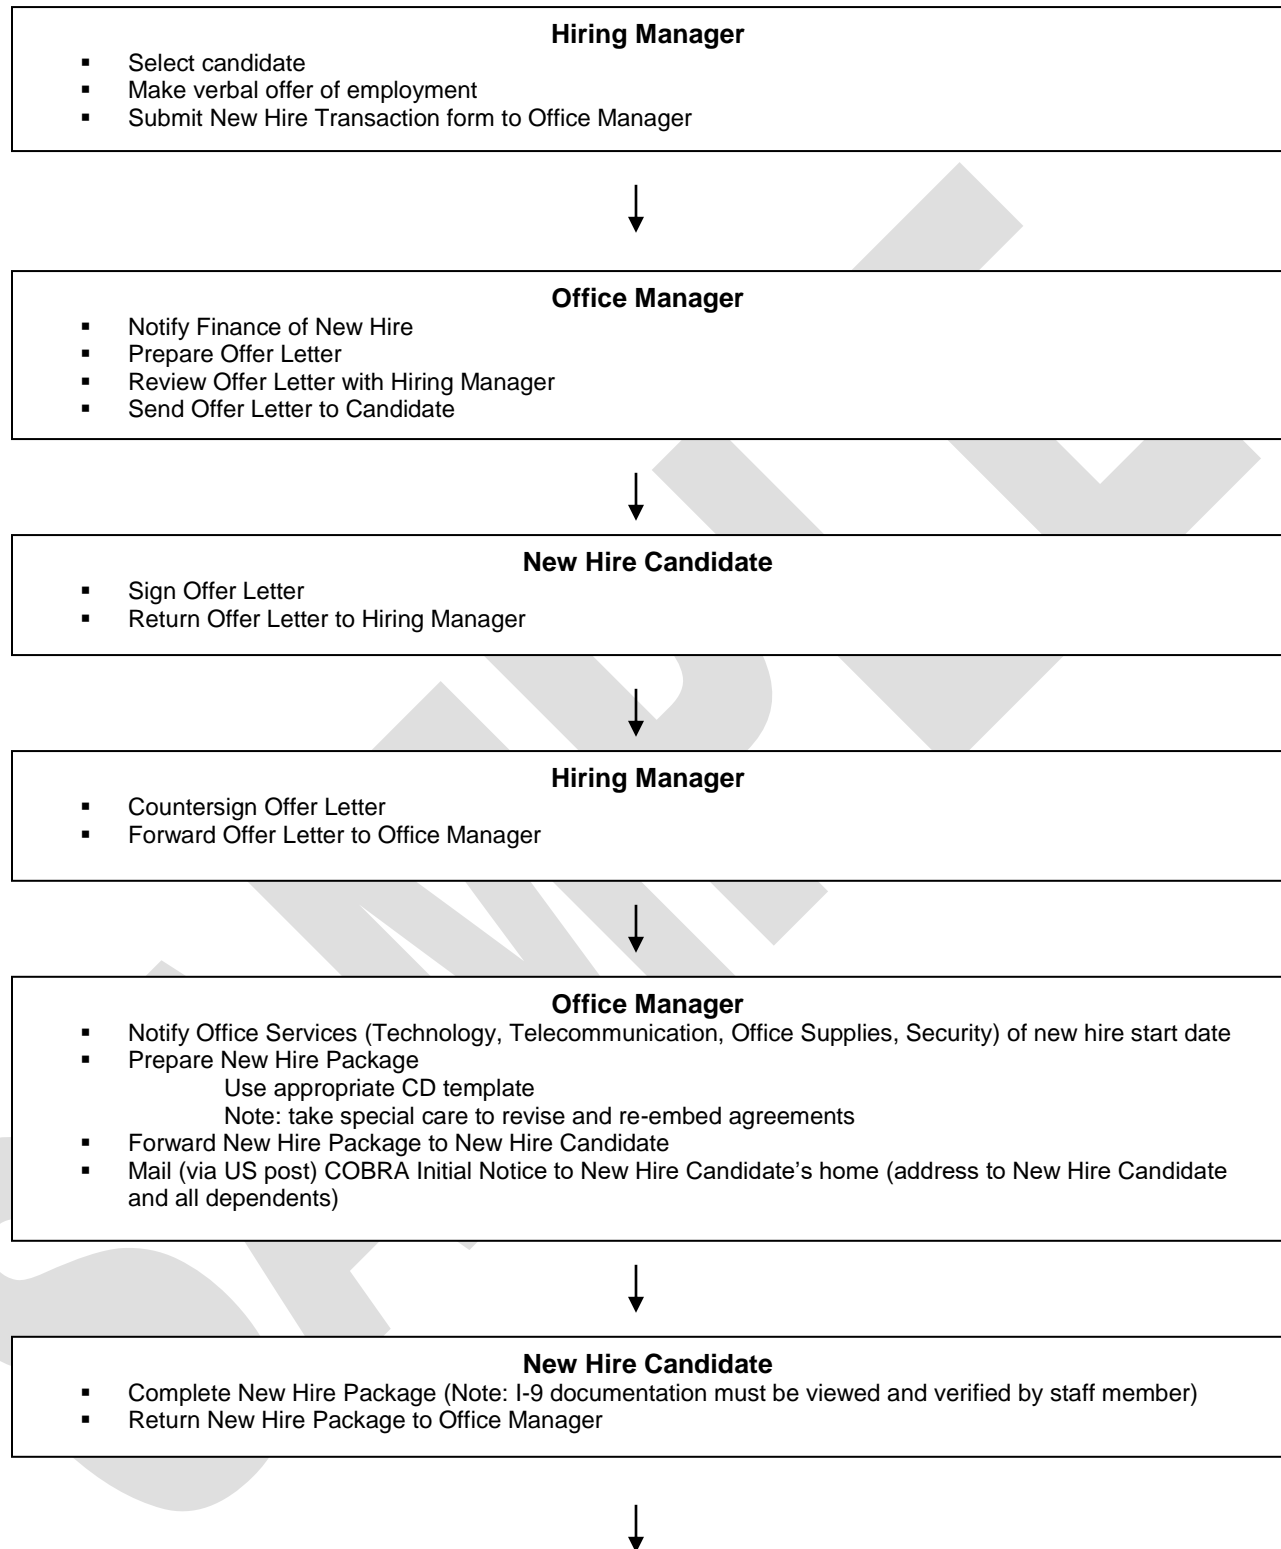 Hiring Manager
▪ Select candidate
▪ Make verbal offer of employment
▪ Submit New Hire Transaction form to Office Manager
Office Manager
▪ Notify Finance of New Hire
▪ Prepare Offer Letter
▪ Review Offer Letter with Hiring Manager
▪ Send Offer Letter to Candidate
New Hire Candidate
▪ Sign Offer Letter
▪ Return Offer Letter to Hiring Manager
Hiring Manager
▪ Countersign Offer Letter
▪ Forward Offer Letter to Office Manager
Office Manager
▪ Notify Office Services (Technology, Telecommunication, Office Supplies, Security) of new hire start date
▪ Prepare New Hire Package
Use appropriate CD template
Note: take special care to revise and re-embed agreements
▪ Forward New Hire Package to New Hire Candidate
▪ Mail (via US post) COBRA Initial Notice to New Hire Candidate’s home (address to New Hire Candidate
and all dependents)
New Hire Candidate
▪ Complete New Hire Package (Note: I-9 documentation must be viewed and verified by staff member)
▪ Return New Hire Package to Office Manager
SAMPLE